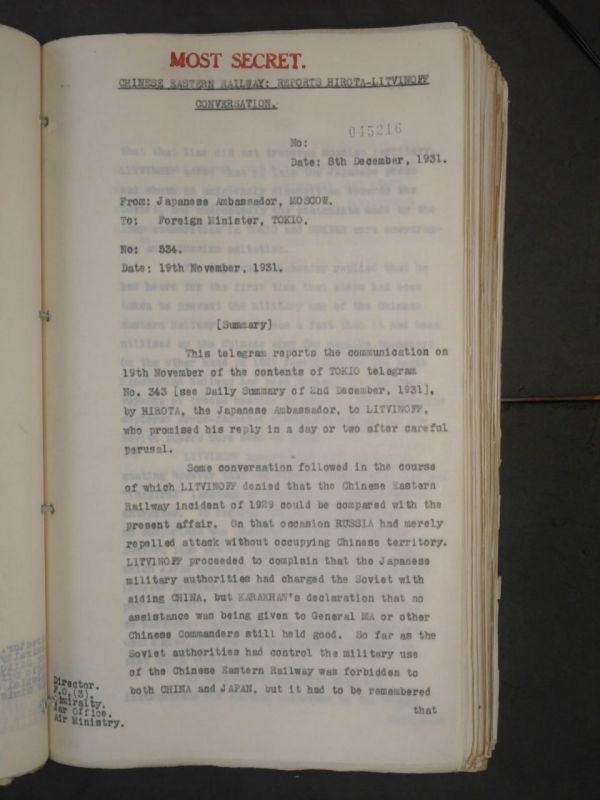 MOST SECRET.
CHINESE EASTERN RAILWAY: REPORTS HIROTA-LITVINOFF
CONVERSATION.
045216
No:
Date: 8th December, 1931.
From: Japanese Ambassador, MOSCOW.
To: Foreign Minister, TOKIO.
No: 534.
Date: 19th November, 1931.
[Summary]
This telegram reports the communication on
19th November of the contents of TOKIO telegram
No. 343 [see Daily Summary of 2nd December, 1931],
by HIROTA, the Japanese Ambassador, to LITVINOFF,
who promised his reply in a day or two after careful
perusal.
Some conversation followed in the course
of which LITVINOFF denied that the Chinese Eastern
Railway incident of 1929 could be compared with the
present affair. On that occasion RUSSIA had merely
repelled attack without occupying Chinese territory.
LITVINOFF proceeded to complain that the Japanese
military authorities had charged the Soviet with
aiding CHINA, but KARAKHAN's declaration that no
assistance was being given to General MA or other
Chinese Commanders still held good. So far as the
Soviet authorities had control the military use
of the Chinese Eastern Railway was forbidden to
both CHINA and JAPAN, but it had to be remembered
that
Director.
F.O.(3).
Admiralty.
War Office.
Air Ministry.